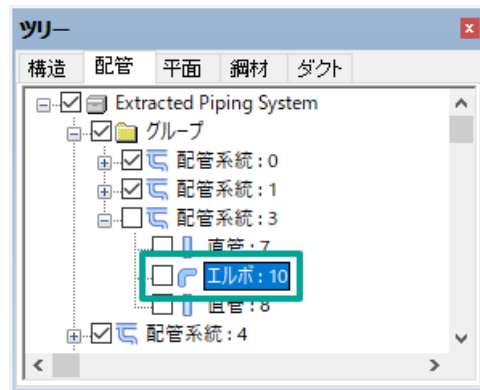 ツリー
構造 配管 平面 鋼材 ダクト
Extracted Piping System
グループ
配管系統 : 0
配管系統 : 1
配管系統 : 3
直管 : 7
エルボ : 10
直管 : 8
配管系統 : 4